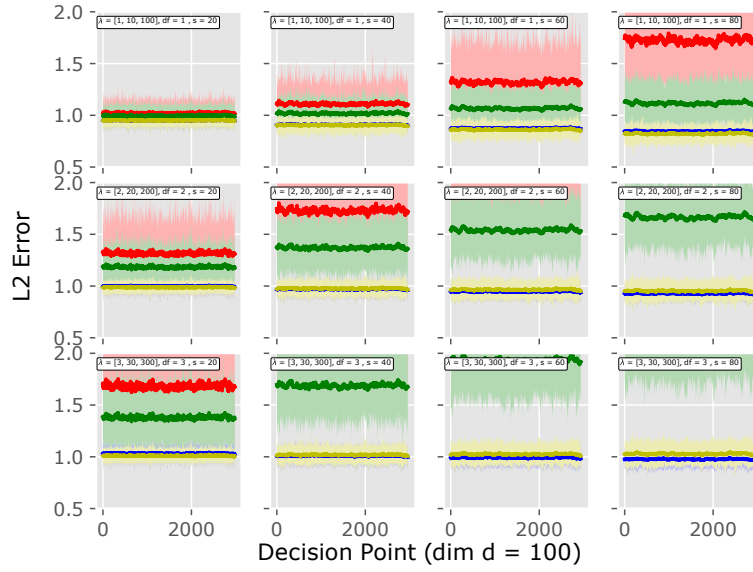 λ = [1, 10, 100], df = 1 , s = 20
λ = [1, 10, 100], df = 1 , s = 40
λ = [1, 10, 100], df = 1 , s = 60
λ = [1, 10, 100], df = 1 , s = 80
2.0
1.5
1.0
0.5
λ = [2, 20, 200], df = 2 , s = 20
λ = [2, 20, 200], df = 2 , s = 40
λ = [2, 20, 200], df = 2 , s = 60
λ = [2, 20, 200], df = 2 , s = 80
2.0
1.5
1.0
0.5
L2 Error
λ = [3, 30, 300], df = 3 , s = 20
λ = [3, 30, 300], df = 3 , s = 40
λ = [3, 30, 300], df = 3 , s = 60
λ = [3, 30, 300], df = 3 , s = 80
2.0
1.5
1.0
0.5
0 2000 0 2000 0 2000 0 2000
Decision Point (dim d = 100)